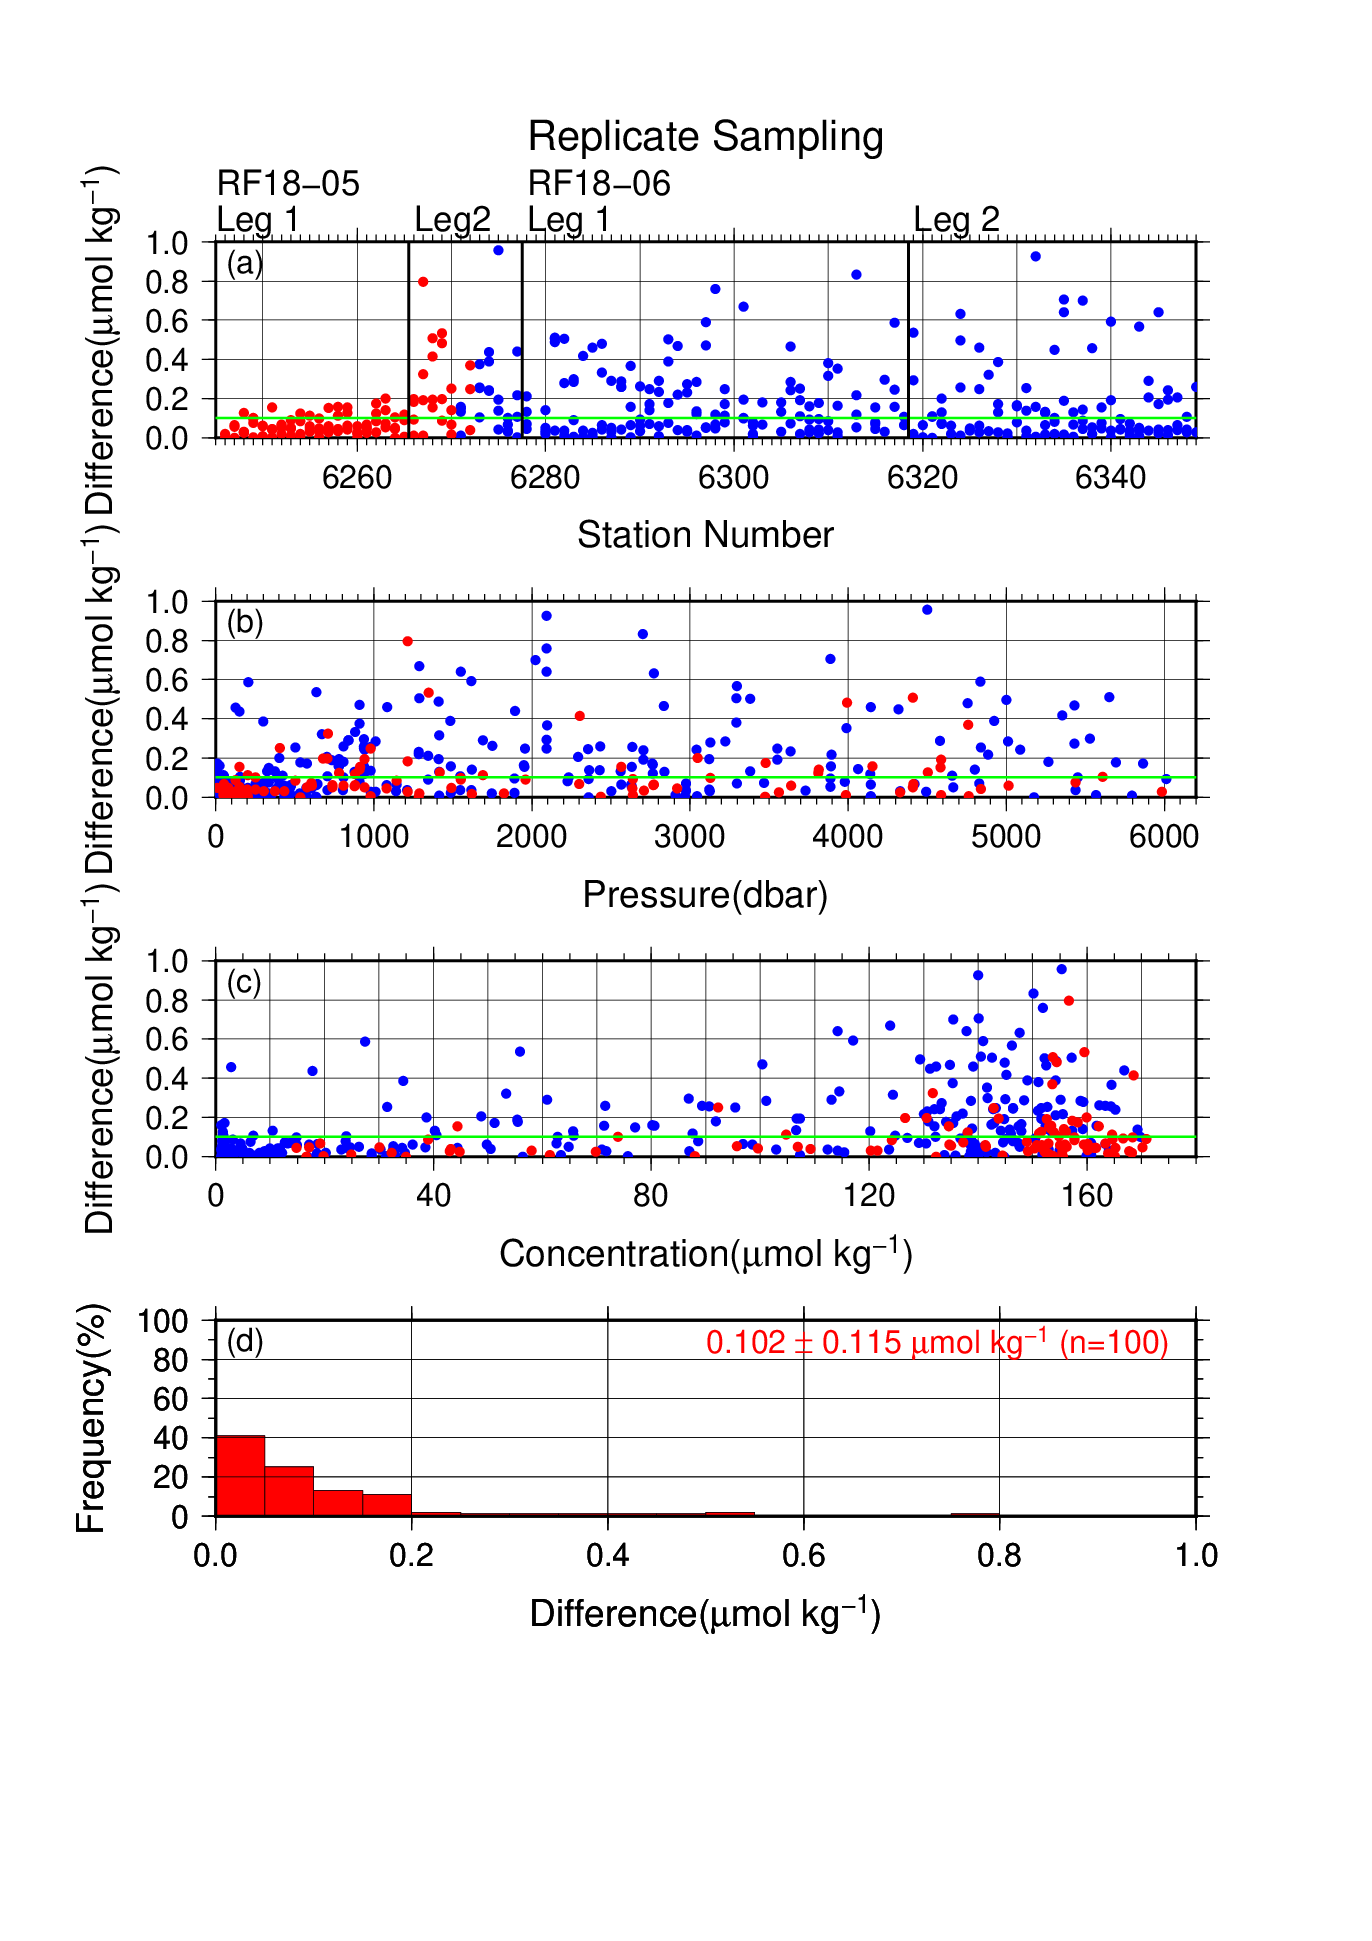 Replicate Sampling
RF18−05 RF18−06
Leg 1 Leg2 Leg 1 Leg 2
Difference(μmol kg⁻¹)
1.0
0.8
0.6
0.4
0.2
0.0
(a)
6260 6280 6300 6320 6340
Station Number
Difference(μmol kg⁻¹)
1.0
0.8
0.6
0.4
0.2
0.0
(b)
0 1000 2000 3000 4000 5000 6000
Pressure(dbar)
Difference(μmol kg⁻¹)
1.0
0.8
0.6
0.4
0.2
0.0
(c)
0 40 80 120 160
Concentration(μmol kg⁻¹)
Frequency(%)
100
80
60
40
20
0
(d)
0.102 ± 0.115 μmol kg⁻¹ (n=100)
0.0 0.2 0.4 0.6 0.8 1.0
Difference(μmol kg⁻¹)